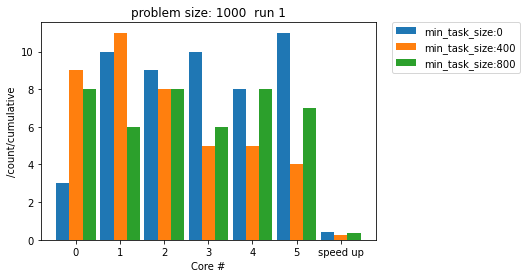 problem size: 1000  run 1
min_task_size:0
min_task_size:400
min_task_size:800
/count/cumulative
10
8
6
4
2
0
0 1 2 3 4 5 speed up
Core #